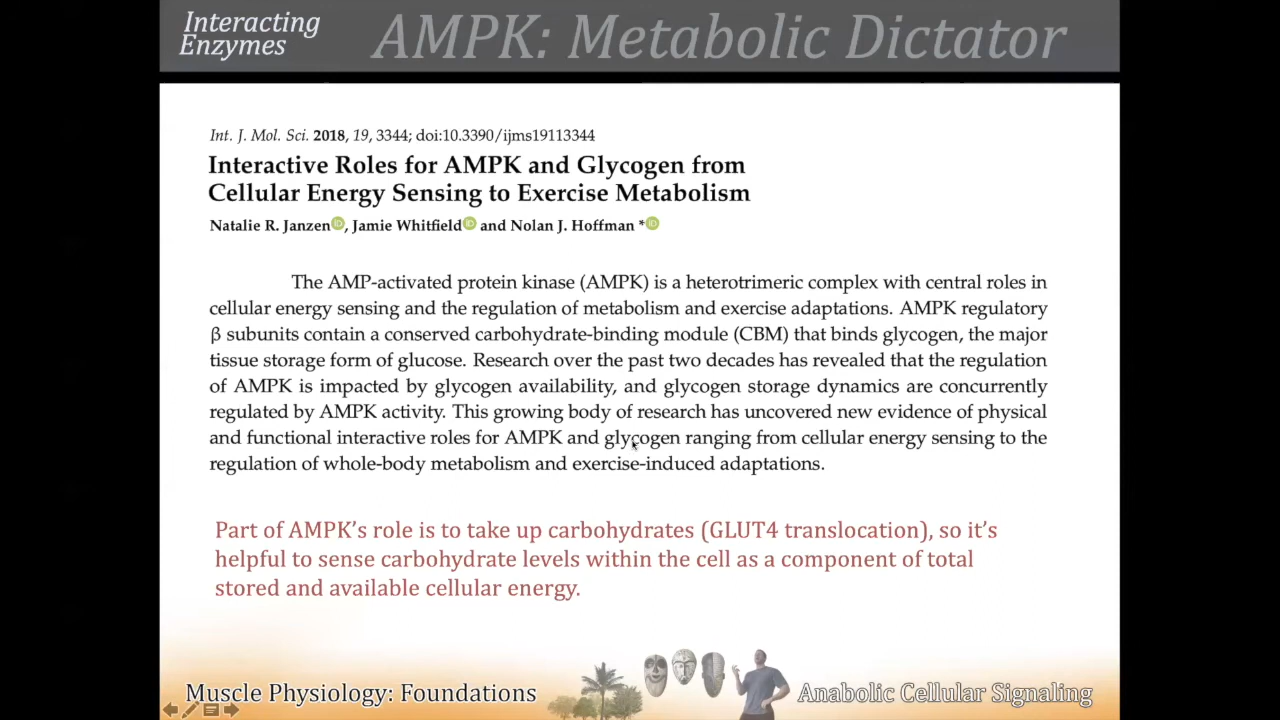 Interacting
Enzymes
AMPK: Metabolic Dictator
Int. J. Mol. Sci. 2018, 19, 3344; doi:10.3390/ijms19113344
Interactive Roles for AMPK and Glycogen from
Cellular Energy Sensing to Exercise Metabolism
Natalie R. Janzen iD, Jamie Whitfield iD and Nolan J. Hoffman * iD
The AMP-activated protein kinase (AMPK) is a heterotrimeric complex with central roles in
cellular energy sensing and the regulation of metabolism and exercise adaptations. AMPK regulatory
β subunits contain a conserved carbohydrate-binding module (CBM) that binds glycogen, the major
tissue storage form of glucose. Research over the past two decades has revealed that the regulation
of AMPK is impacted by glycogen availability, and glycogen storage dynamics are concurrently
regulated by AMPK activity. This growing body of research has uncovered new evidence of physical
and functional interactive roles for AMPK and glycogen ranging from cellular energy sensing to the
regulation of whole-body metabolism and exercise-induced adaptations.
Part of AMPK’s role is to take up carbohydrates (GLUT4 translocation), so it’s
helpful to sense carbohydrate levels within the cell as a component of total
stored and available cellular energy.
Muscle Physiology: Foundations
Anabolic Cellular Signaling